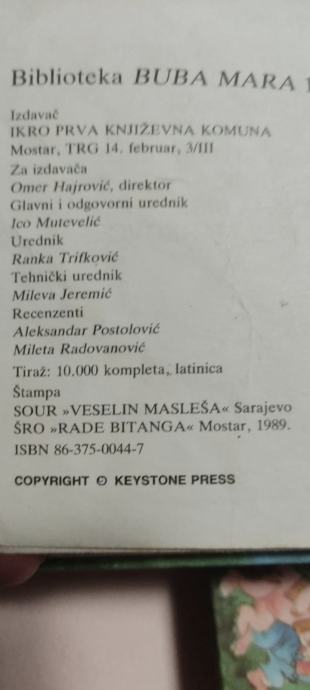 Biblioteka BUBA MARA
Izdavač
IKRO PRVA KNJIŽEVNA KOMUNA
Mostar, TRG 14. februar, 3/III
Za izdavača
Omer Hajrović, direktor
Glavni i odgovorni urednik
Ico Mutevelić
Urednik
Ranka Trifković
Tehnički urednik
Mileva Jeremić
Recenzenti
Aleksandar Postolović
Mileta Radovanović
Tiraž: 10.000 kompleta, latinica
Štampa
SOUR »VESELIN MASLEŠA« Sarajevo
ŠRO »RADE BITANGA« Mostar, 1989.
ISBN 86-375-0044-7
COPYRIGHT © KEYSTONE PRESS